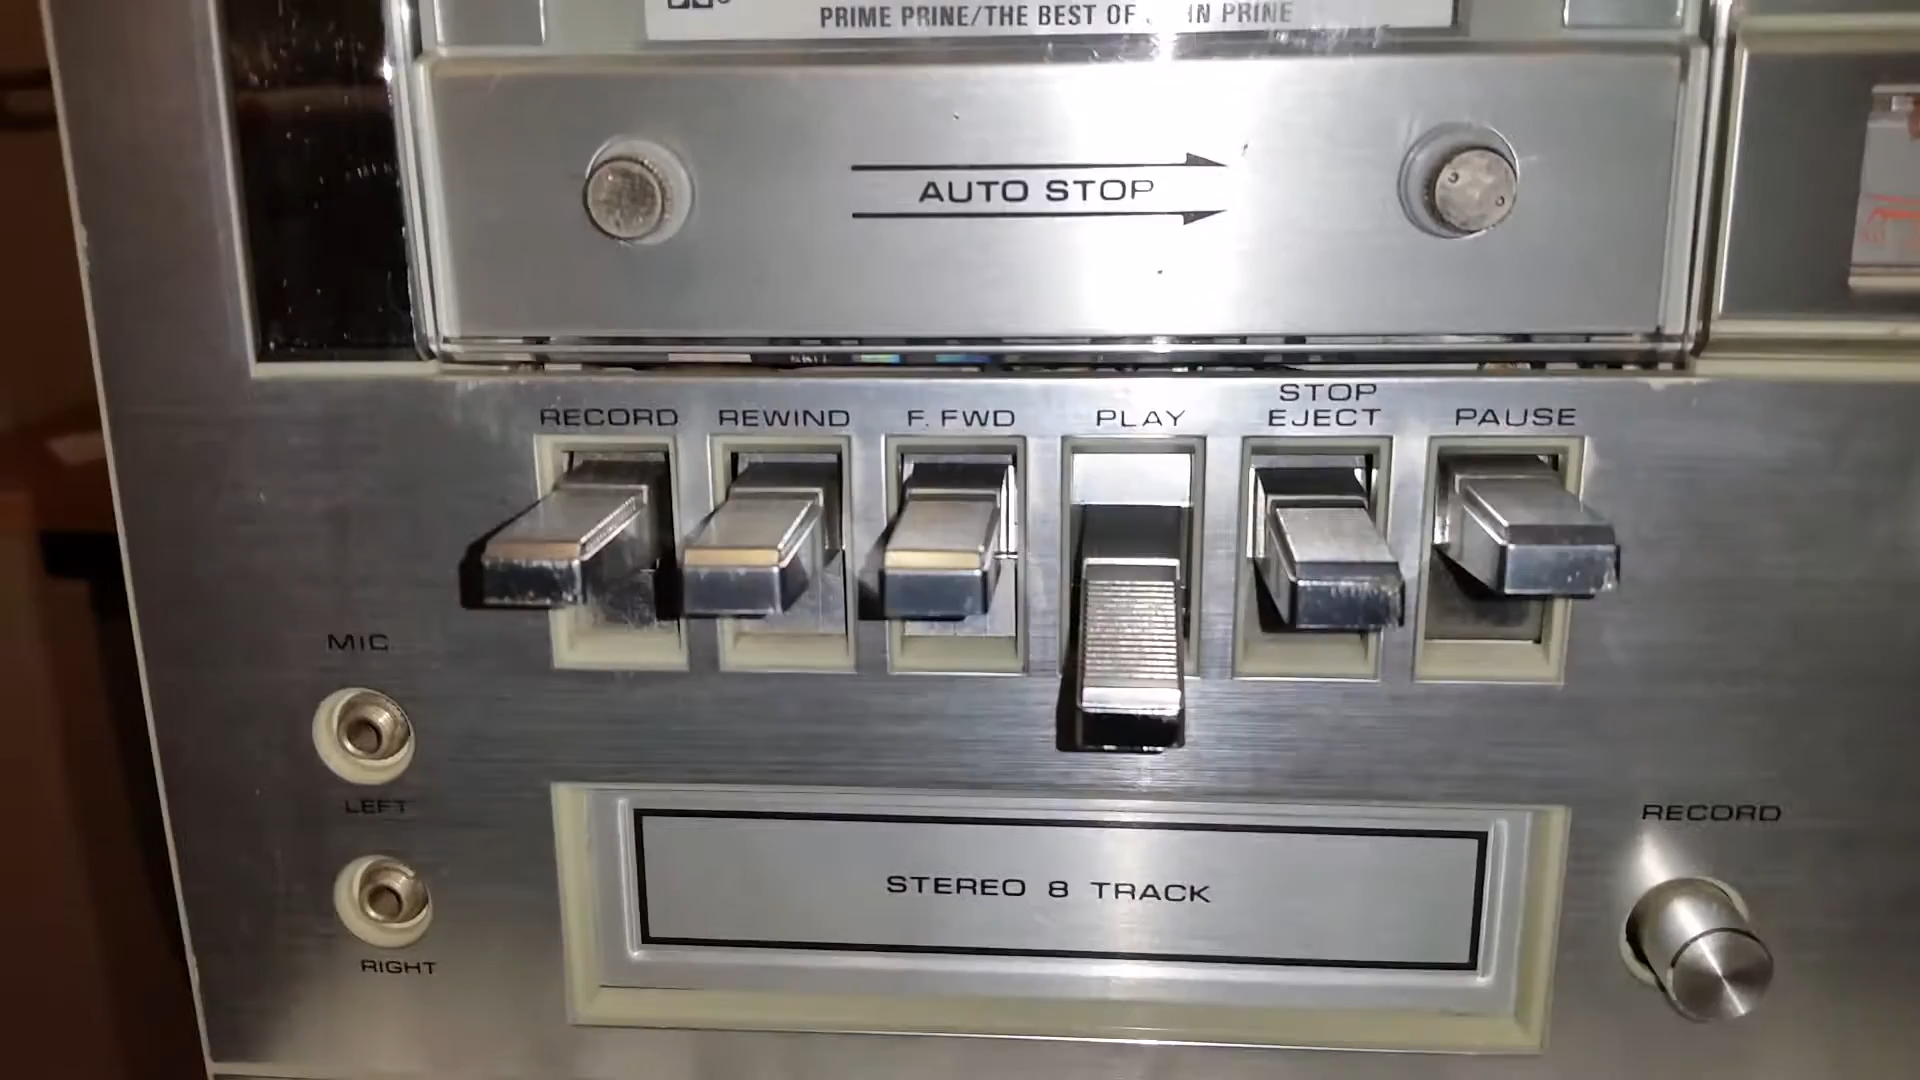 PRIME PRINE/THE BEST OF PRINE
AUTO STOP
RECORD
REWIND
F. FWD
PLAY
STOP
EJECT
PAUSE
MIC
LEFT
RIGHT
STEREO 8 TRACK
RECORD